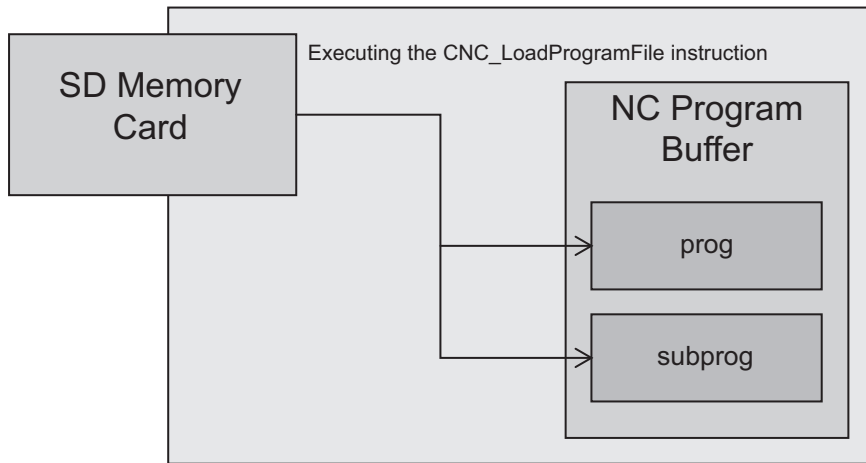 SD Memory
Card
Executing the CNC_LoadProgramFile instruction
NC Program
Buffer
prog
subprog